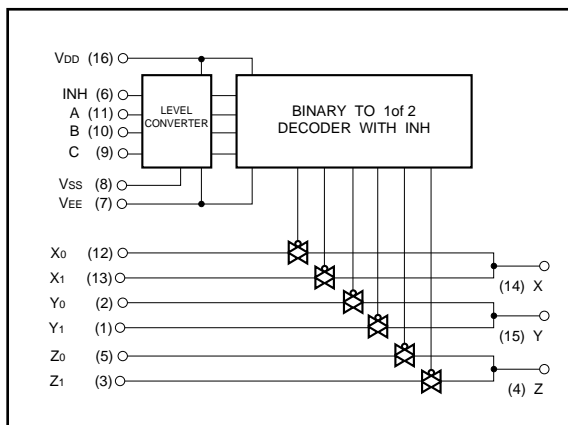 VDD (16)
INH (6)
A (11)
B (10)
C (9)
VSS (8)
VEE (7)
LEVEL
CONVERTER
BINARY TO 1of 2
DECODER WITH INH
X0 (12)
X1 (13)
Y0 (2)
Y1 (1)
Z0 (5)
Z1 (3)
(14) X
(15) Y
(4) Z